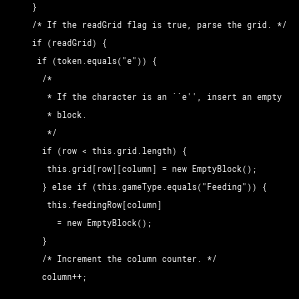 }
/* If the readGrid flag is true, parse the grid. */
if (readGrid) {
if (token.equals("e")) {
/*
* If the character is an ``e'', insert an empty
* block.
*/
if (row < this.grid.length) {
this.grid[row][column] = new EmptyBlock();
} else if (this.gameType.equals("Feeding")) {
this.feedingRow[column]
= new EmptyBlock();
}
/* Increment the column counter. */
column++;